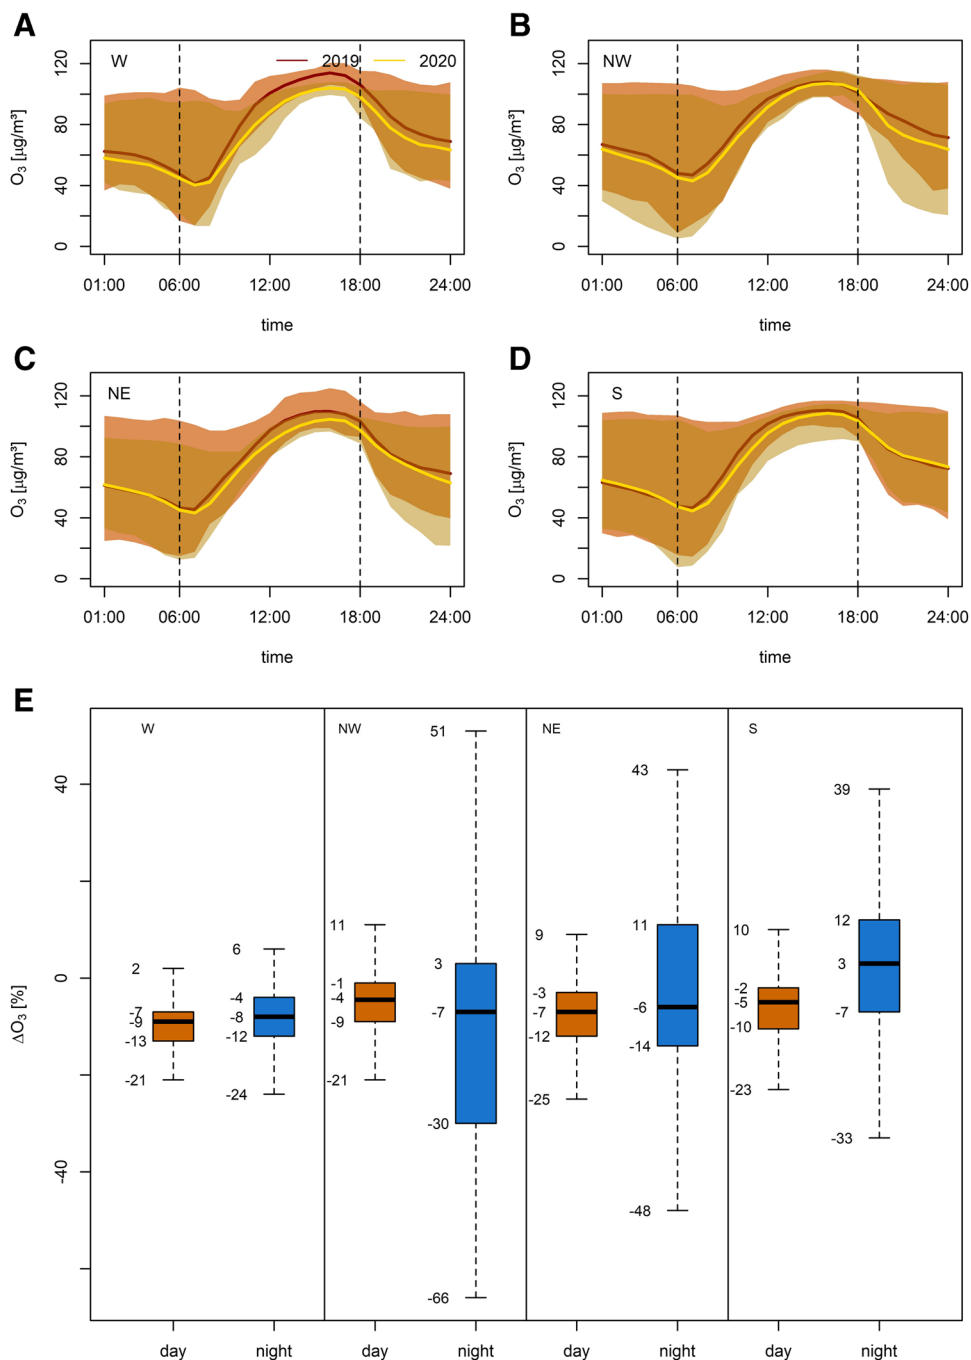 A
W
2019
2020
O₃ [µg/m³]
120
80
40
0
01:00 06:00 12:00 18:00 24:00
time
B
NW
O₃ [µg/m³]
120
80
40
0
01:00 06:00 12:00 18:00 24:00
time
C
NE
O₃ [µg/m³]
120
80
40
0
01:00 06:00 12:00 18:00 24:00
time
D
S
O₃ [µg/m³]
120
80
40
0
01:00 06:00 12:00 18:00 24:00
time
E
ΔO₃ [%]
40
0
-40
W
2
-7
-9
-13
-21
6
-4
-8
-12
-24
NW
11
-1
-4
-9
-21
51
3
-7
-30
-66
NE
9
-3
-7
-12
-25
43
11
-6
-14
-48
S
10
-2
-5
-10
-23
39
12
3
-7
-33
day night day night day night day night